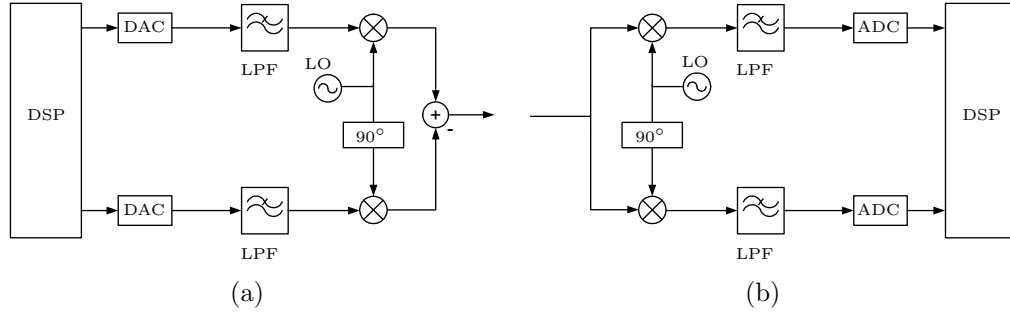 DSP
DAC
LPF
LO
90°
+
-
DAC
LPF
(a)
LPF
ADC
LO
90°
DSP
LPF
ADC
(b)